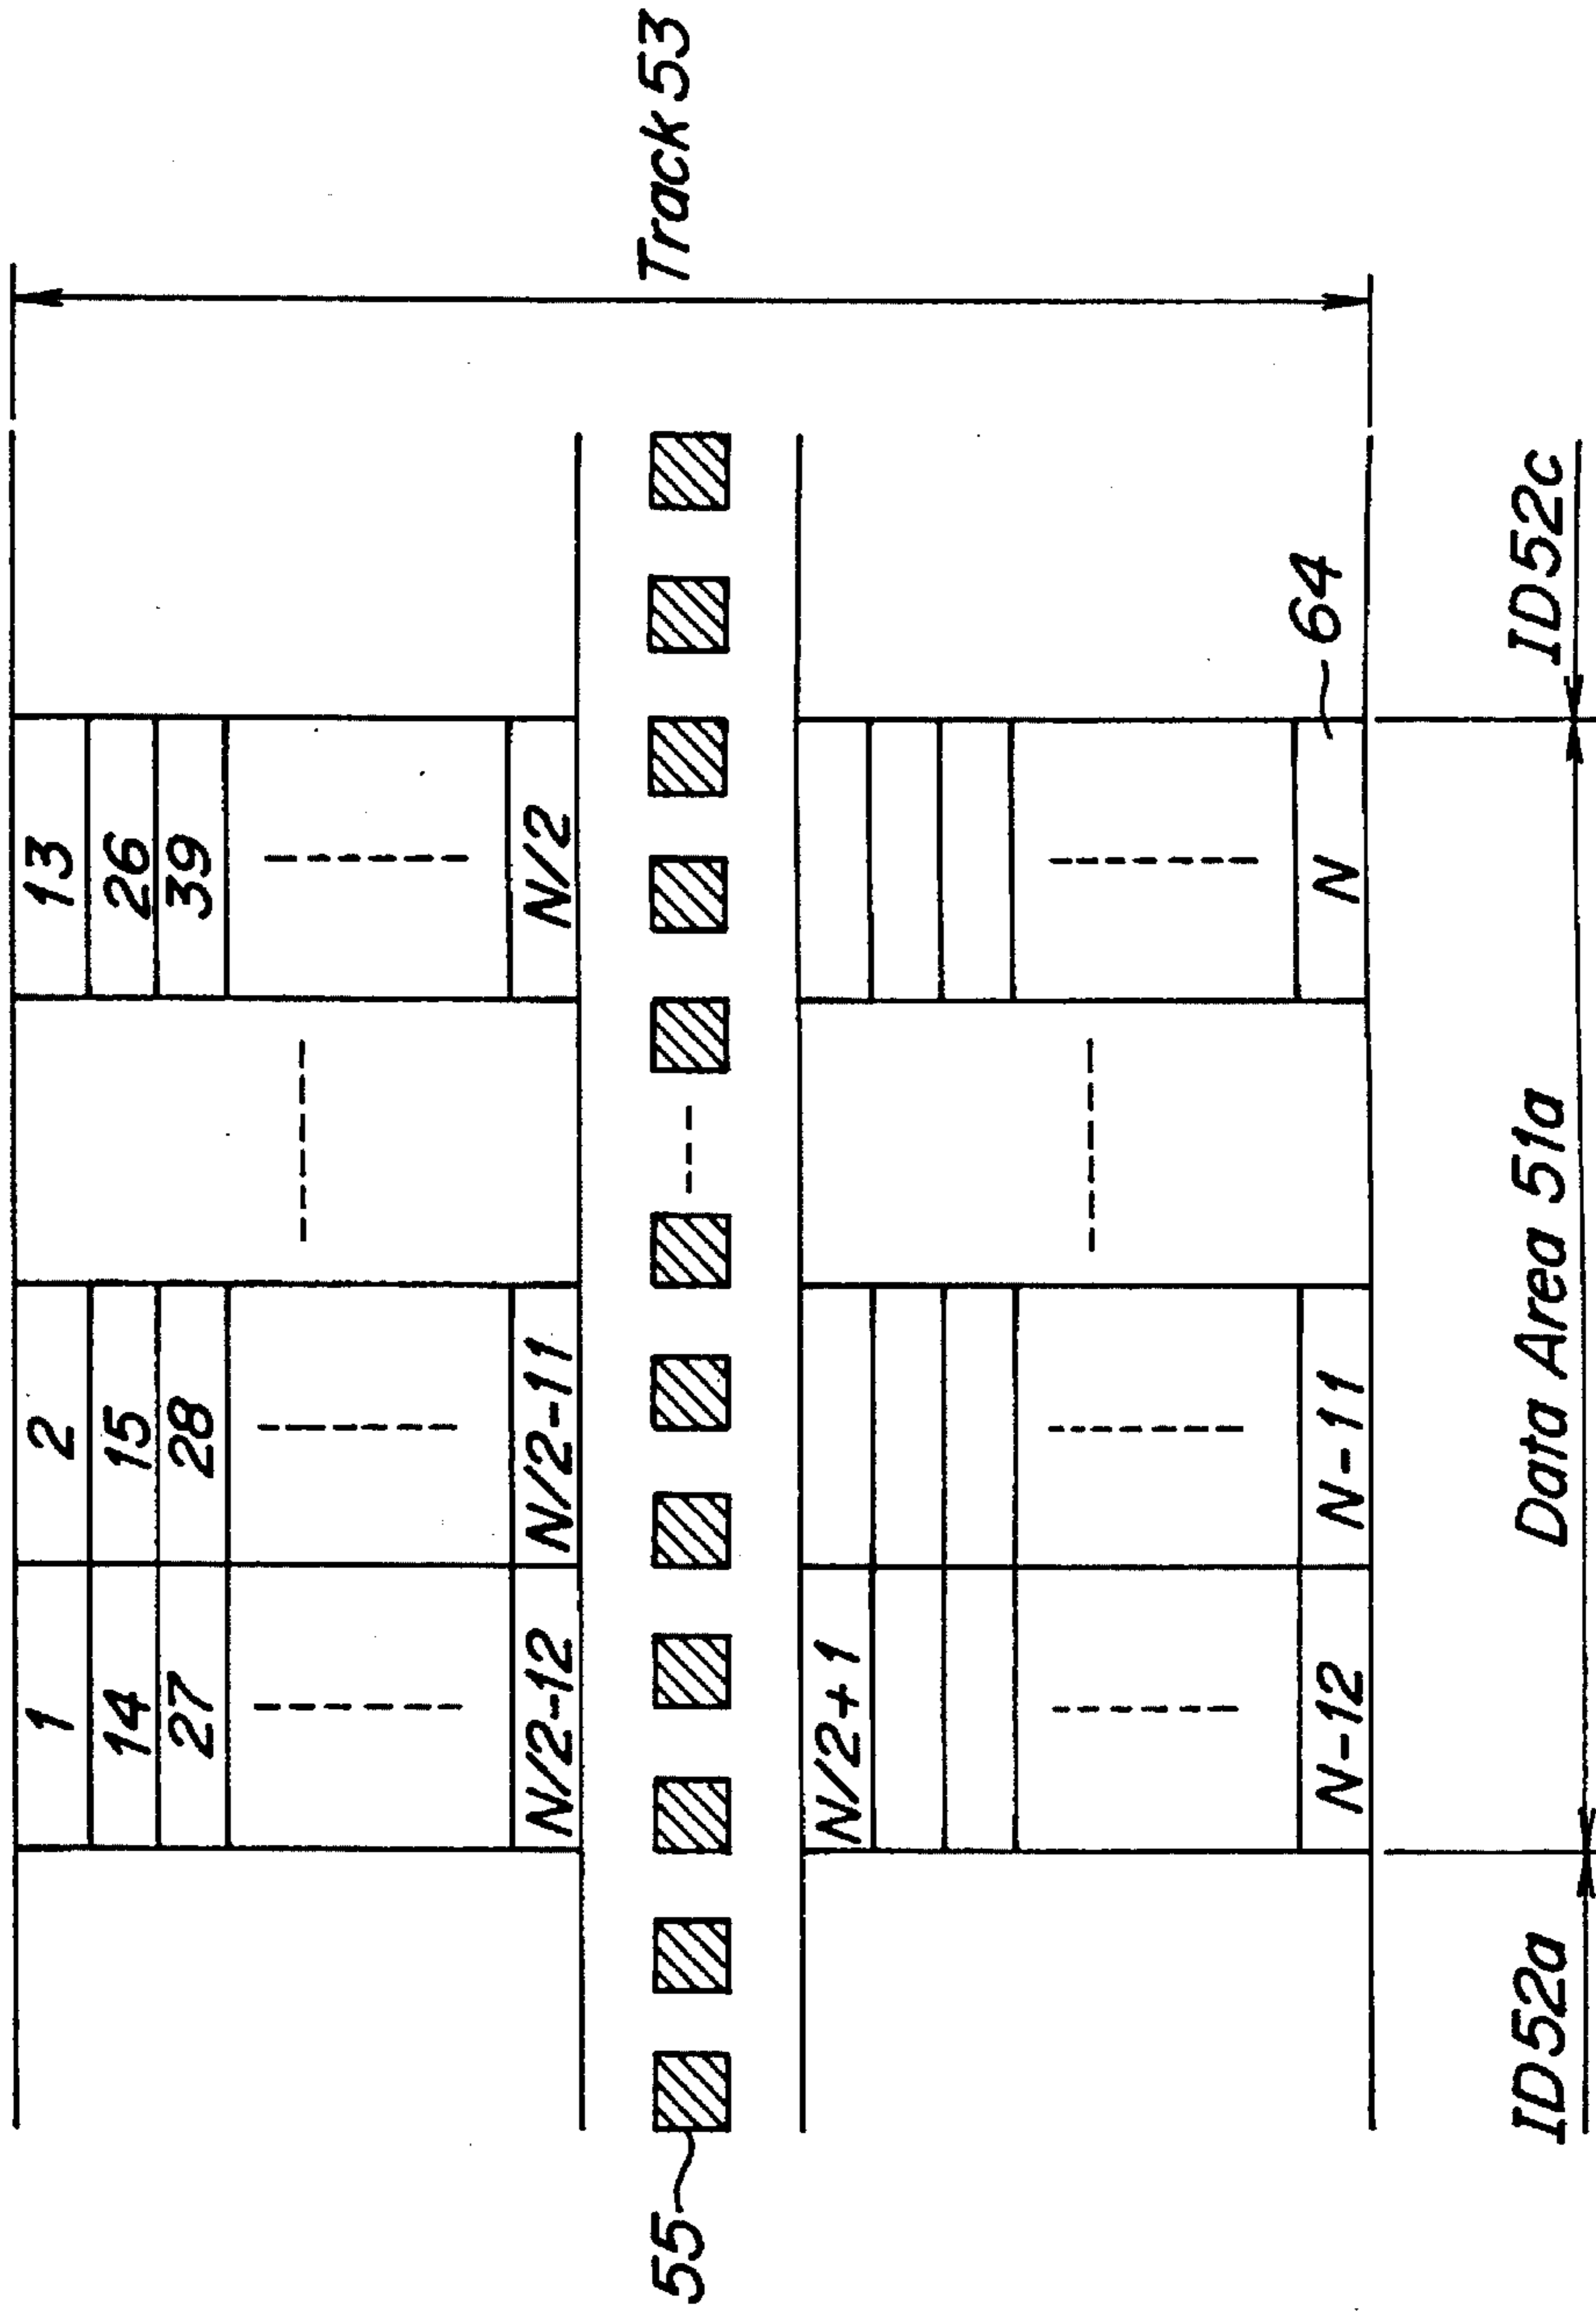 1 2 13
14 15 26
27 28 39
N/2-12 N/2-11 N/2
55 Track 53
N/2+1
N-12 N-11 N 64
ID52a Data Area 51a ID52c